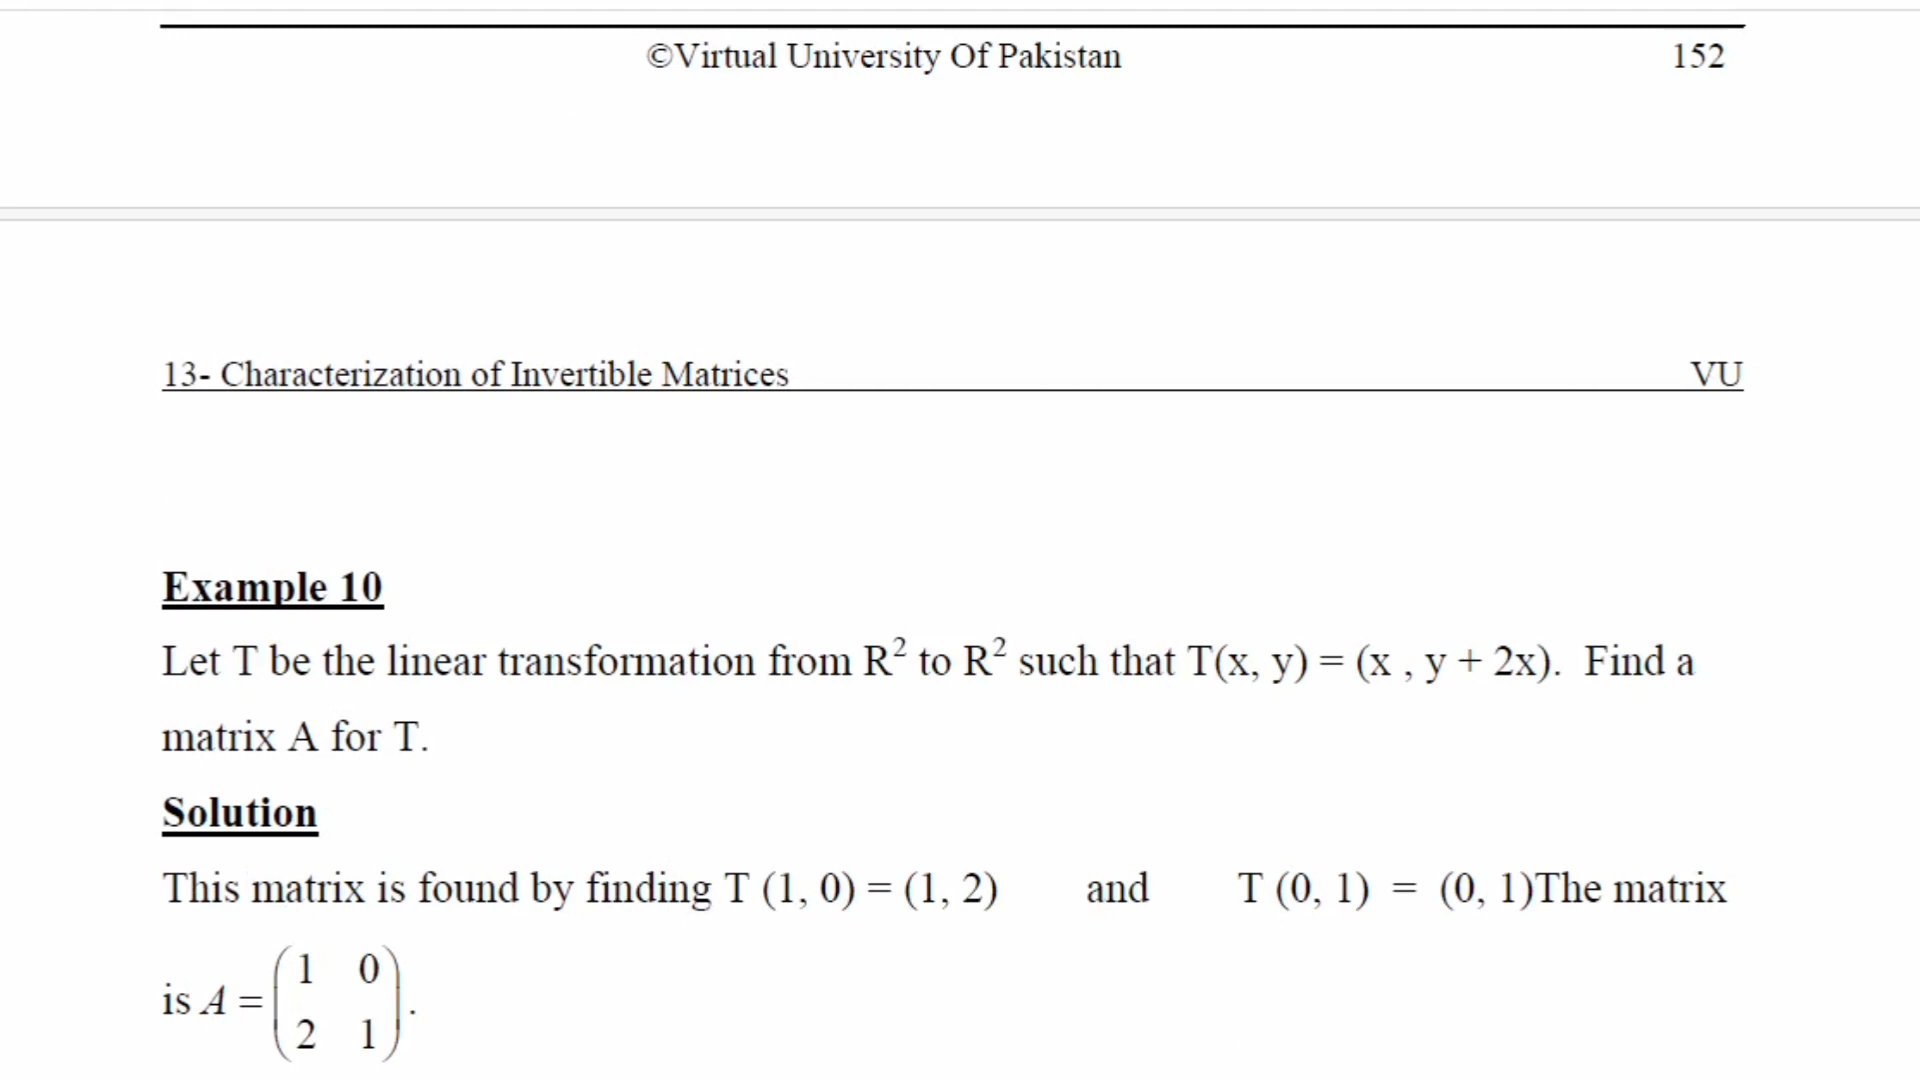 ©Virtual University Of Pakistan 152
13- Characterization of Invertible Matrices VU
Example 10
Let T be the linear transformation from R² to R² such that T(x, y) = (x , y + 2x). Find a
matrix A for T.
Solution
This matrix is found by finding T (1, 0) = (1, 2) and T (0, 1) = (0, 1)The matrix
1 0
is A = .
2 1